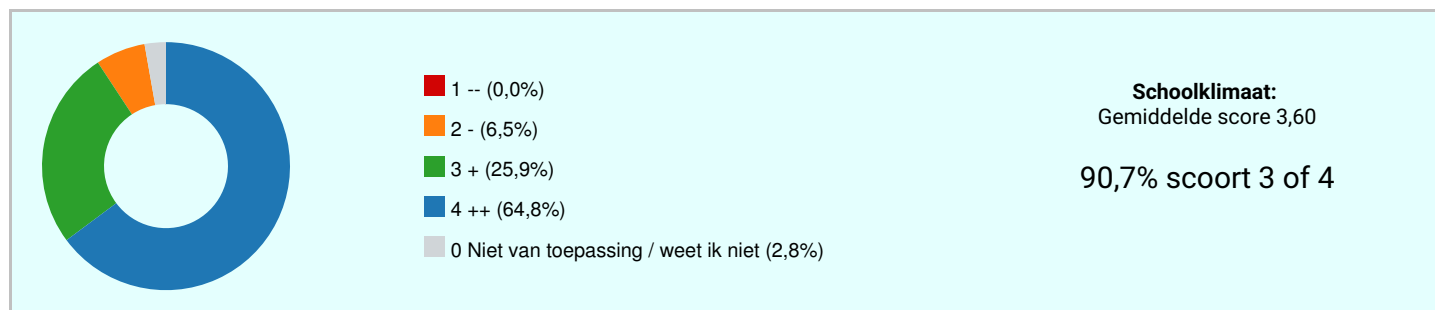 1 -- (0,0%)
2 - (6,5%)
3 + (25,9%)
4 ++ (64,8%)
0 Niet van toepassing / weet ik niet (2,8%)
Schoolklimaat:
Gemiddelde score 3,60
90,7% scoort 3 of 4